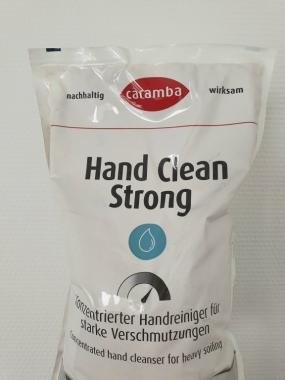 nachhaltig caramba wirksam
Hand Clean
Strong
Konzentrierter Handreiniger für
starke Verschmutzungen
Concentrated hand cleanser for heavy soiling